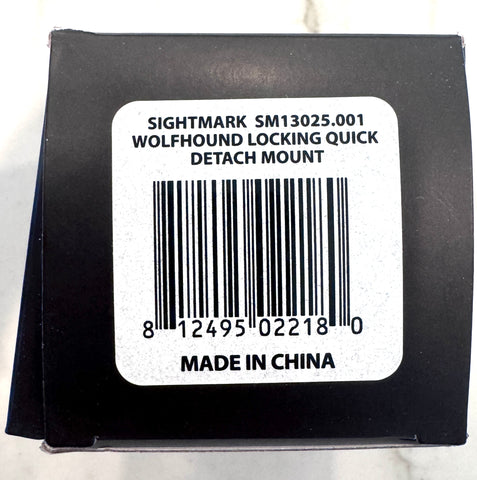 SIGHTMARK SM13025.001
WOLFHOUND LOCKING QUICK
DETACH MOUNT
8 12495 02218 0
MADE IN CHINA